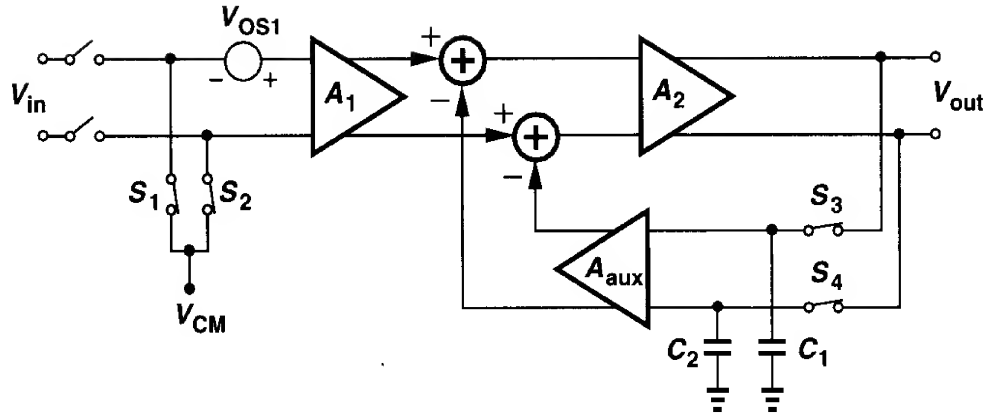 V_OS1
− +
V_in
A_1
+
−
+
+
−
+
A_2
V_out
S_1
S_2
V_CM
A_aux
S_3
S_4
C_2
C_1